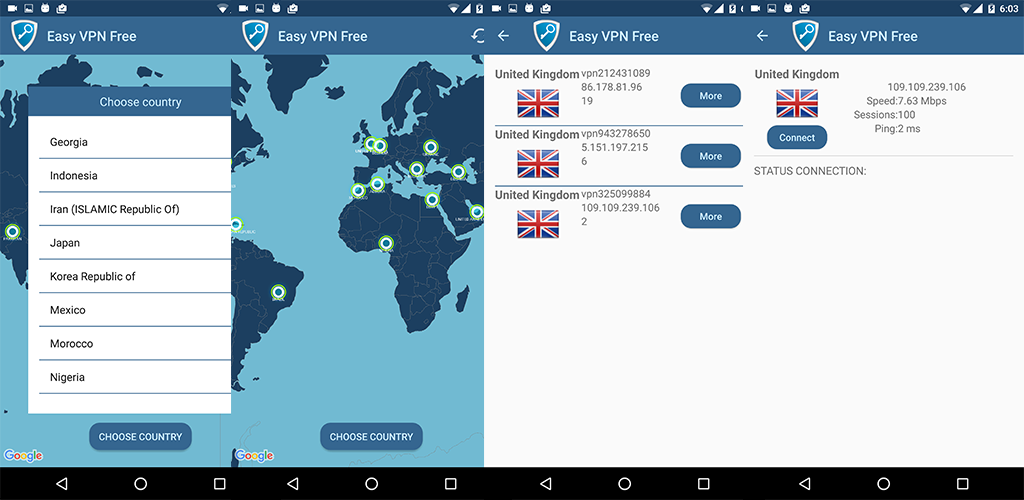 Easy VPN Free
Choose country
Georgia
Indonesia
Iran (ISLAMIC Republic Of)
Japan
Korea Republic of
Mexico
Morocco
Nigeria
CHOOSE COUNTRY
Google
Easy VPN Free
CHOOSE COUNTRY
Google
Easy VPN Free
United Kingdom vpn212431089
86.178.81.96
19
More
United Kingdom vpn943278650
5.151.197.215
6
More
United Kingdom vpn325099884
109.109.239.106
2
More
6:03
Easy VPN Free
United Kingdom
109.109.239.106
Speed:7.63 Mbps
Sessions:100
Ping:2 ms
Connect
STATUS CONNECTION: